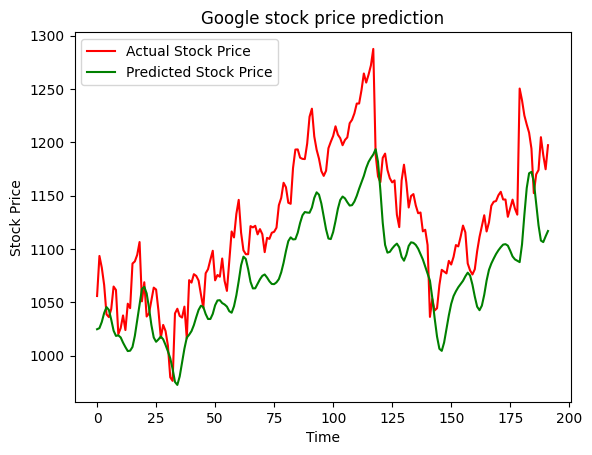 Google stock price prediction
Actual Stock Price
Predicted Stock Price
Stock Price
1300
1250
1200
1150
1100
1050
1000
0 25 50 75 100 125 150 175 200
Time